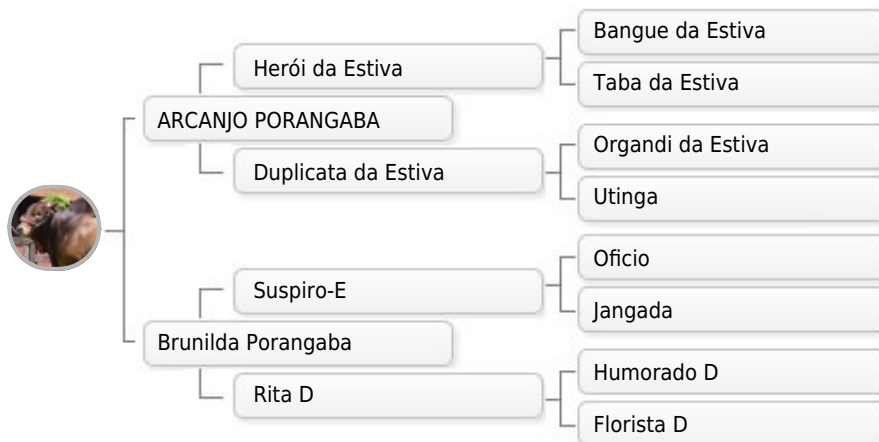 Bangue da Estiva
Herói da Estiva
Taba da Estiva
ARCANJO PORANGABA
Organdi da Estiva
Duplicata da Estiva
Utinga
Oficio
Suspiro-E
Jangada
Brunilda Porangaba
Humorado D
Rita D
Florista D